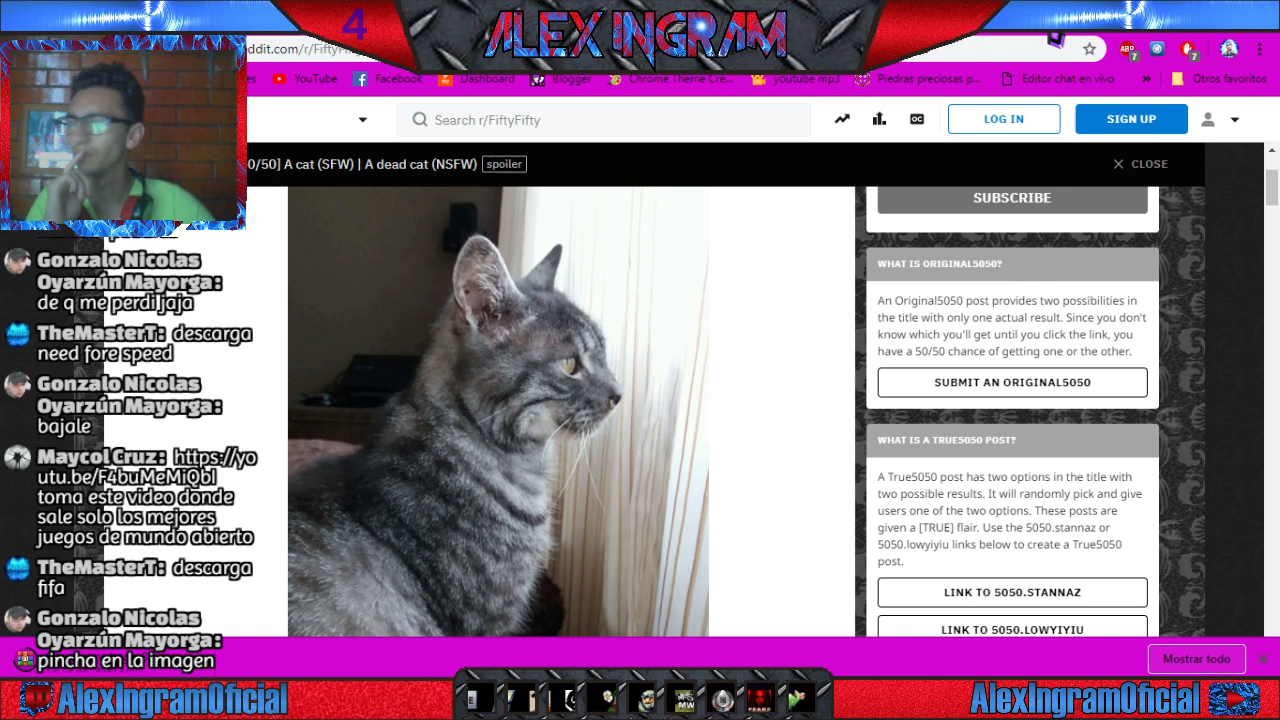 4
ALEX INGRAM
eddit.com/r/FiftyFi
YouTube
Facebook
Dashboard
Blogger
Chrome Theme Cre...
youtube mp3
Piedras preciosas p...
Editor chat en vivo
»
Otros favoritos
ABP
7
7
Search r/FiftyFifty
OC
LOG IN
SIGN UP
0/50] A cat (SFW) | A dead cat (NSFW) spoiler
CLOSE
SUBSCRIBE
WHAT IS ORIGINAL5050?
An Original5050 post provides two possibilities in
the title with only one actual result. Since you don't
know which you'll get until you click the link, you
have a 50/50 chance of getting one or the other.
SUBMIT AN ORIGINAL5050
WHAT IS A TRUE5050 POST?
A True5050 post has two options in the title with
two possible results. It will randomly pick and give
users one of the two options. These posts are
given a [TRUE] flair. Use the 5050.stannaz or
5050.lowyiyiu links below to create a True5050
post.
LINK TO 5050.STANNAZ
LINK TO 5050.LOWYIYIU
Gonzalo Nicolas
Oyarzún Mayorga:
de q me perdi jaja
TheMasterT: descarga
need fore speed
Gonzalo Nicolas
Oyarzún Mayorga:
bajale
Maycol Cruz: https://yo
utu.be/F4buMeMiQbI
toma este video donde
sale solo los mejores
juegos de mundo abierto
TheMasterT: descarga
fifa
Gonzalo Nicolas
Oyarzún Mayorga:
pincha en la imagen
Mostrar todo
AlexIngramOficial
MW
AlexIngramOficial